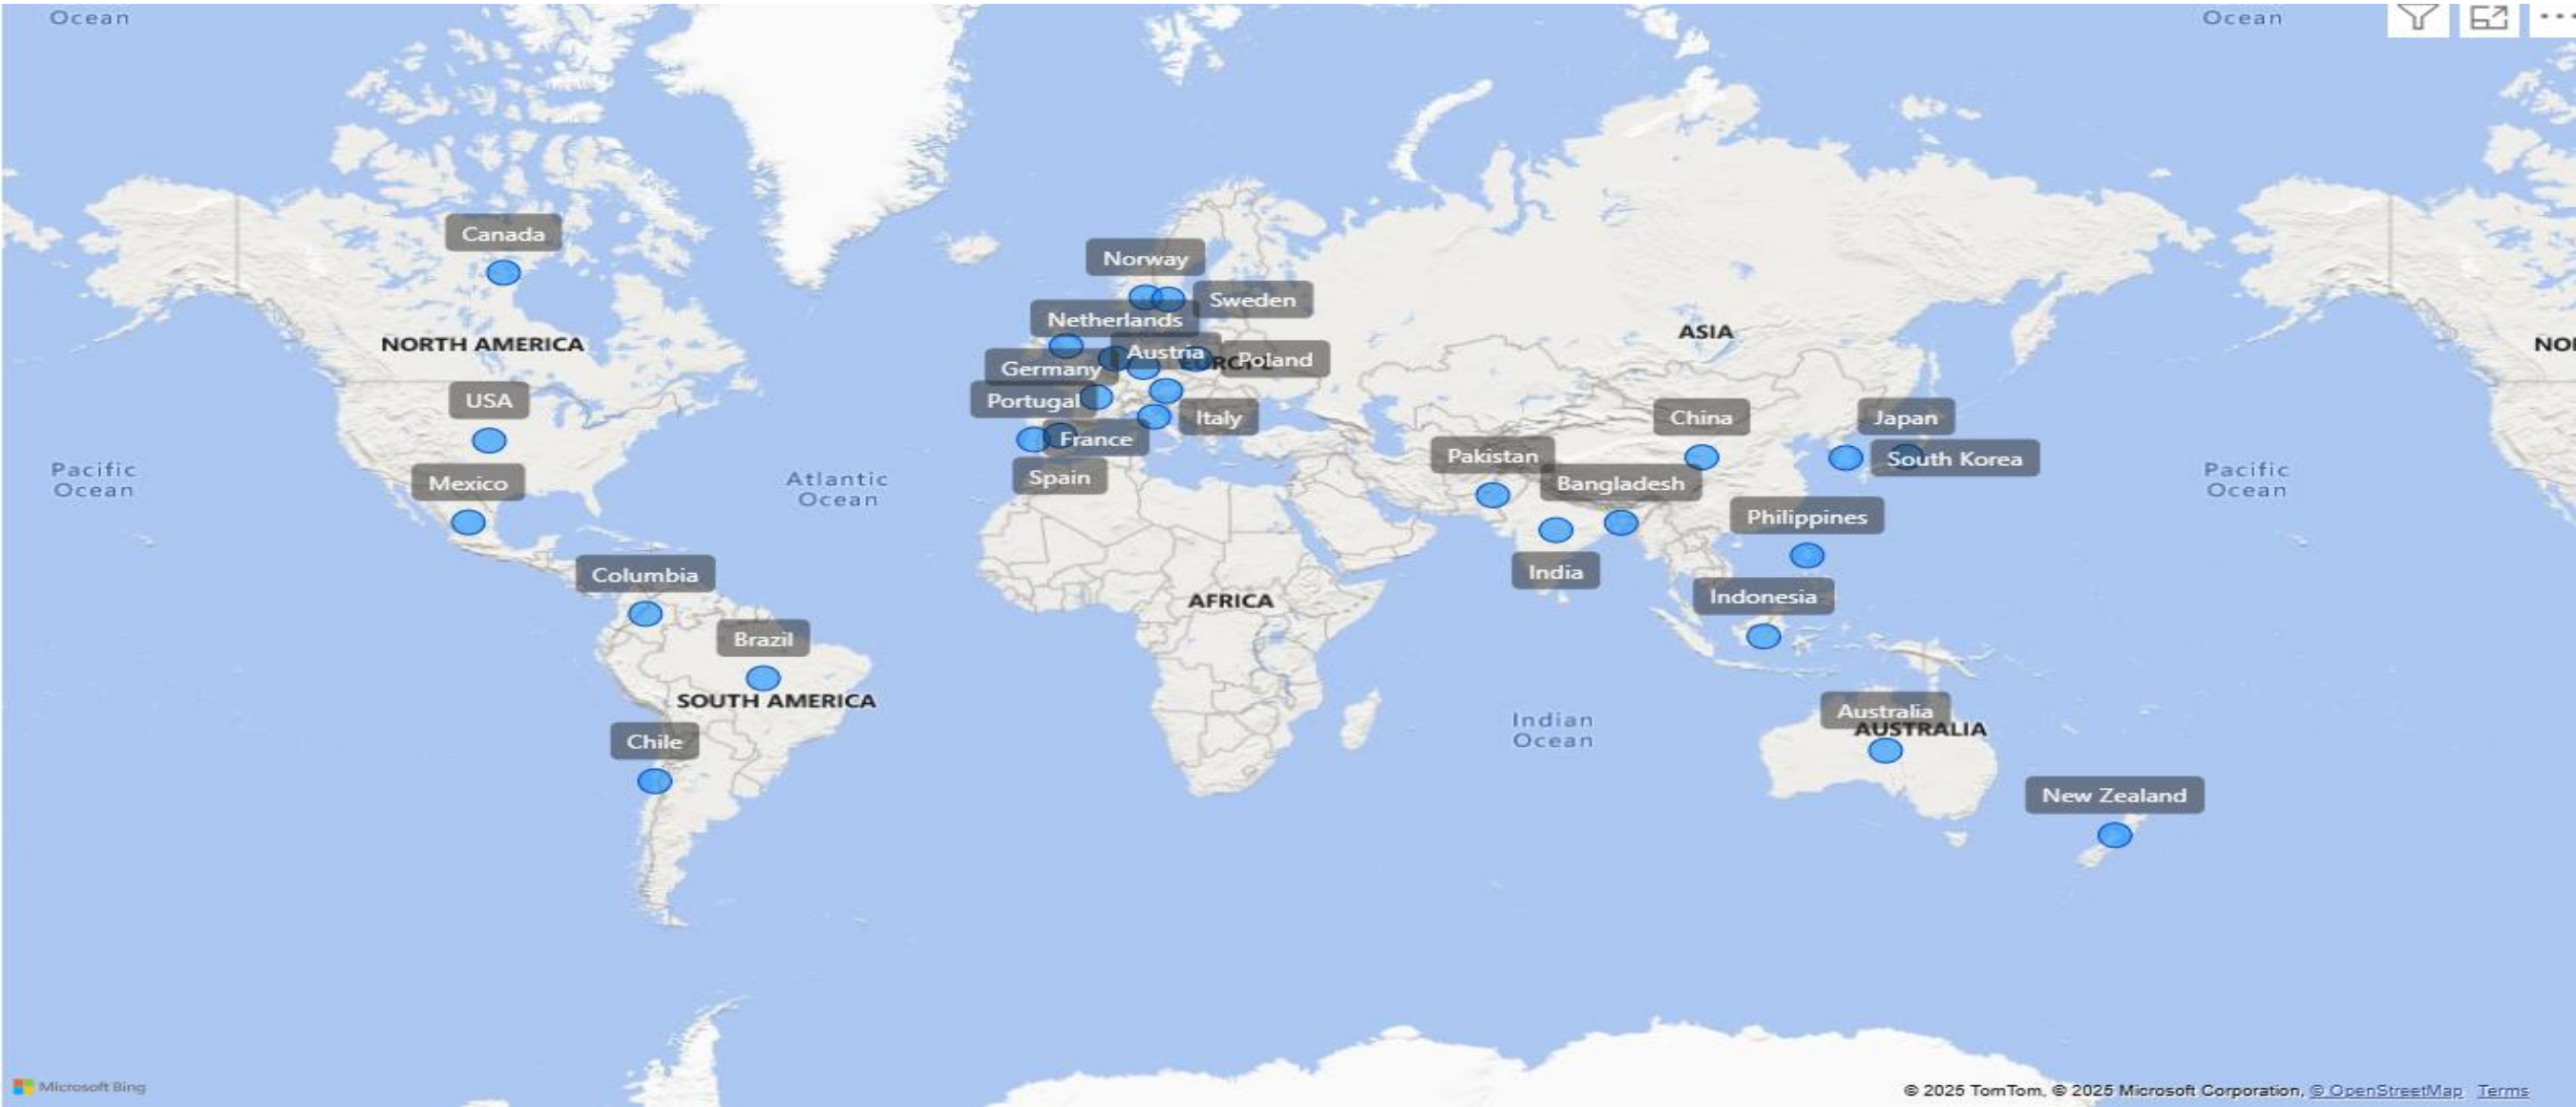 Ocean
Ocean
Canada
Norway
Sweden
Netherlands
ASIA
NORTH AMERICA
NOR
Austria
Poland
Germany
USA
Portugal
Italy
China
Japan
France
Pakistan
South Korea
Pacific
Ocean
Mexico
Atlantic
Ocean
Spain
Bangladesh
Pacific
Ocean
Philippines
India
Columbia
AFRICA
Indonesia
Brazil
SOUTH AMERICA
Indian
Ocean
Australia
AUSTRALIA
Chile
New Zealand
Microsoft Bing
© 2025 TomTom, © 2025 Microsoft Corporation, © OpenStreetMap Terms